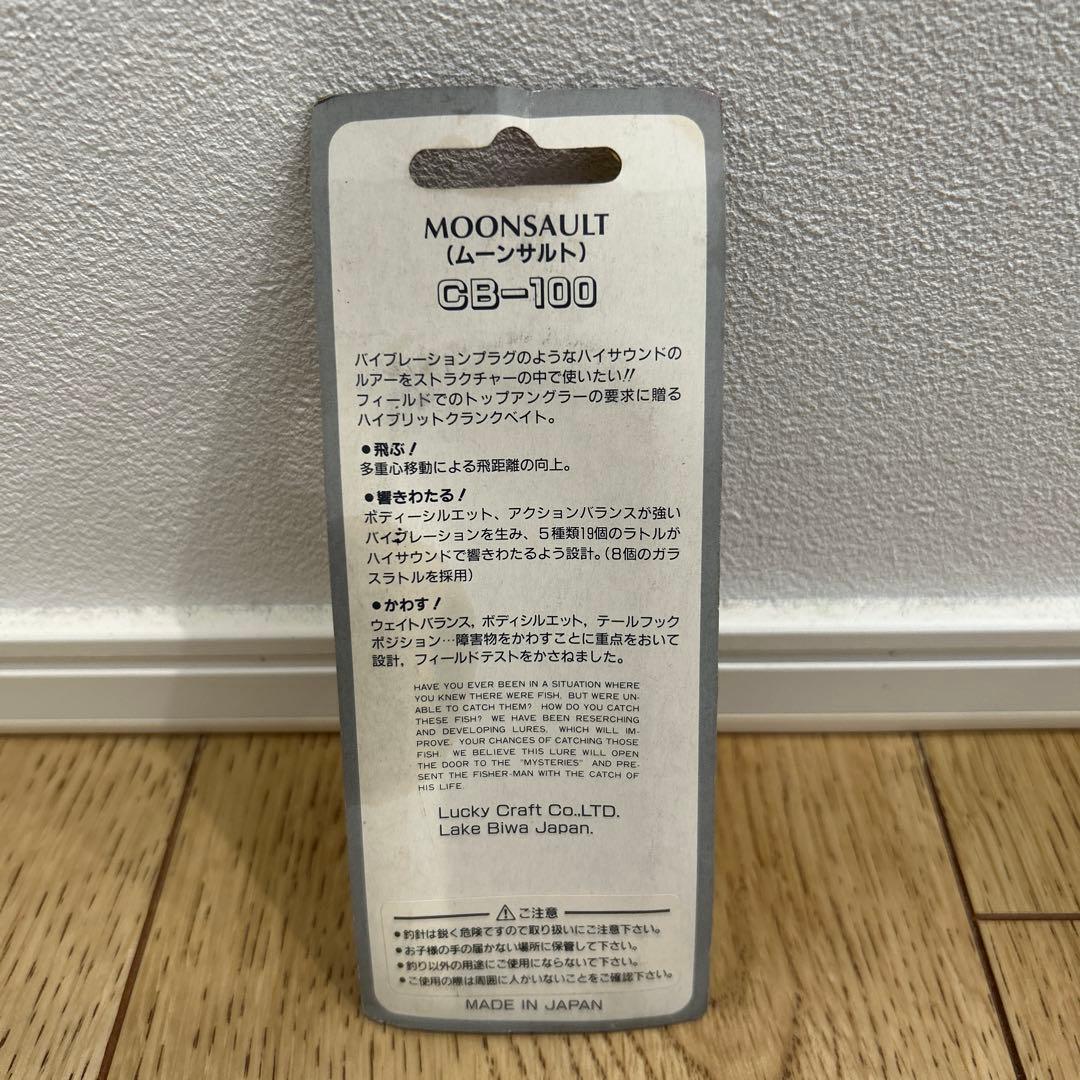 MOONSAULT
(ムーンサルト)
CB-100
バイブレーションプラグのようなハイサウンドの
ルアーをストラクチャーの中で使いたい!!
フィールドでのトップアングラーの要求に贈る
ハイブリットクランクベイト。
●飛ぶ!
多重心移動による飛距離の向上。
●響きわたる!
ボディーシルエット、アクションバランスが強い
バイブレーションを生み、5種類19個のラトルが
ハイサウンドで響きわたるよう設計。(8個のガラ
スラトルを採用)
●かわす!
ウェイトバランス,ボディシルエット,テールフック
ポジション…障害物をかわすことに重点をおいて
設計,フィールドテストをかさねました。
HAVE YOU EVER BEEN IN A SITUATION WHERE
YOU KNEW THERE WERE FISH, BUT WERE UN-
ABLE TO CATCH THEM? HOW DO YOU CATCH
THESE FISH? WE HAVE BEEN RESERCHING
AND DEVELOPING LURES, WHICH WILL IM-
PROVE YOUR CHANCES OF CATCHING THOSE
FISH. WE BELIEVE THIS LURE WILL OPEN
THE DOOR TO THE "MYSTERIES" AND PRE-
SENT THE FISHER-MAN WITH THE CATCH OF
HIS LIFE.
Lucky Craft Co.,LTD.
Lake Biwa Japan.
⚠ご注意
●釣針は鋭く危険ですので取り扱いにご注意下さい。
●お子様の手の届かない場所に保管して下さい。
●釣り以外の用途にご使用にならないで下さい。
●ご使用の際は周囲に人がいないことをご確認下さい。
MADE IN JAPAN